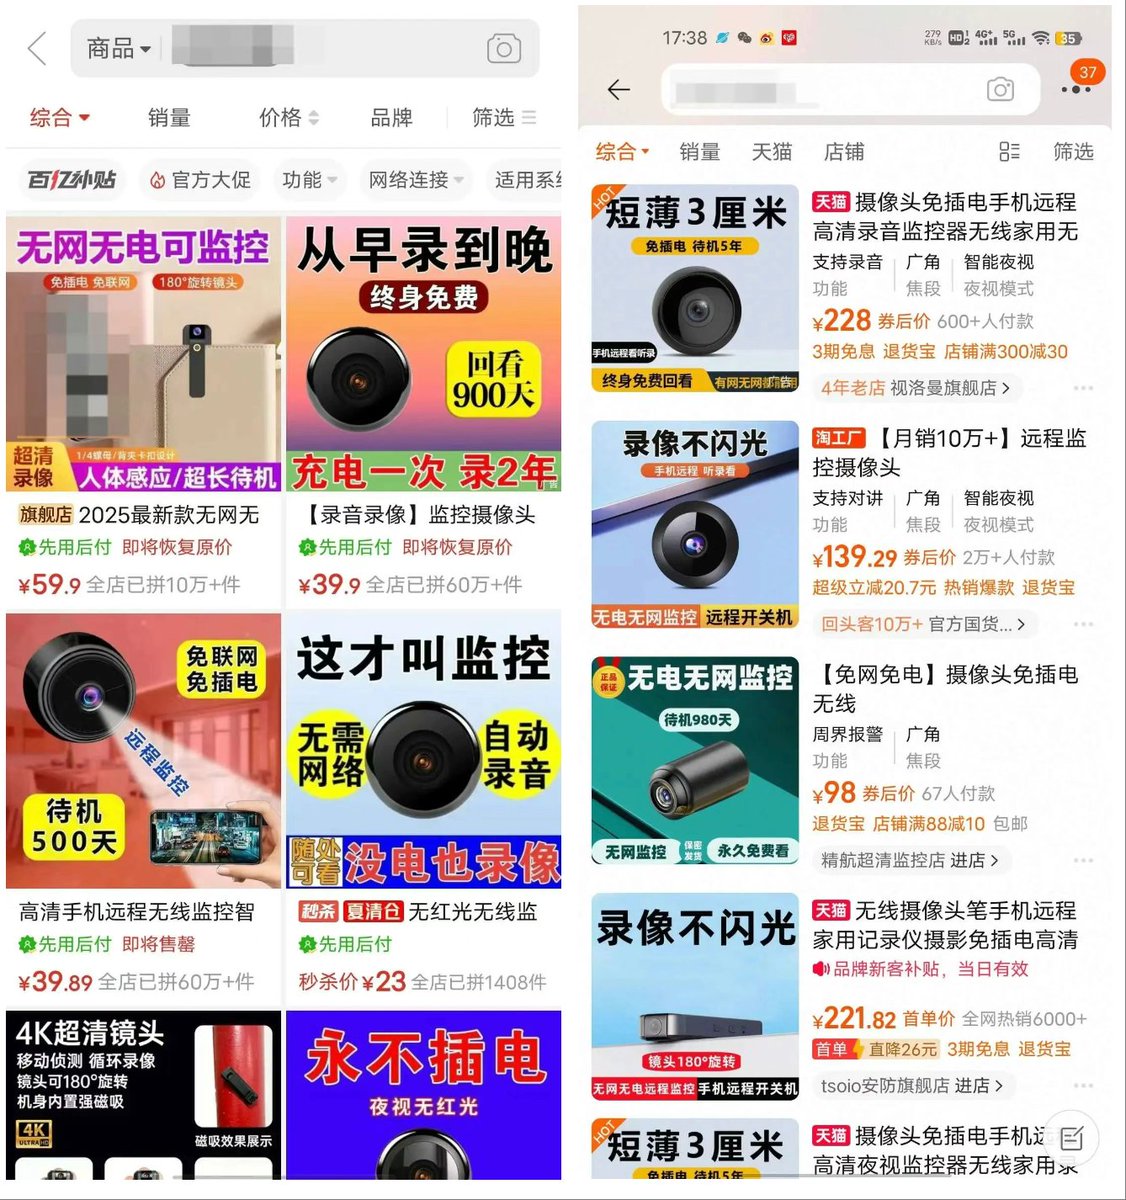 商品
综合 销量 价格 品牌 筛选
百亿补贴 官方大促 功能 网络连接 适用系统
无网无电可监控
免插电 免联网 180°旋转镜头
超清
录像
1/4螺母/背夹卡扣设计
人体感应/超长待机
旗舰店 2025最新款无网无
先用后付 即将恢复原价
¥59.9 全店已拼10万+件
从早录到晚
终身免费
回看
900天
充电一次 录2年
广告
【录音录像】监控摄像头
先用后付 即将恢复原价
¥39.9 全店已拼60万+件
免联网
免插电
远程监控
待机
500天
高清手机远程无线监控智
先用后付 即将售罄
¥39.89 全店已拼60万+件
这才叫监控
无需
网络
自动
录音
随处
可看
没电也录像
秒杀 夏清仓 无红光无线监
先用后付
秒杀价¥23 全店已拼1408件
4K超清镜头
移动侦测 循环录像
镜头可180°旋转
机身内置强磁吸
4K
ULTRA HD
磁吸效果展示
永不插电
夜视无红光
17:38 279 KB/s HD 2 4G+ 5G 35
37
综合 销量 天猫 店铺 筛选
HOT
短薄3厘米
免插电 待机5年
手机远程看听录
终身免费回看 有网无网都能用
广告
天猫 摄像头免插电手机远程
高清录音监控器无线家用无
支持录音 广角 智能夜视
功能 焦段 夜视模式
¥228 券后价 600+人付款
3期免息 退货宝 店铺满300减30
4年老店 视洛曼旗舰店
录像不闪光
手机远程 听录看
无电无网监控 远程开关机
淘工厂 【月销10万+】远程监
控摄像头
支持对讲 广角 智能夜视
功能 焦段 夜视模式
¥139.29 券后价 2万+人付款
超级立减20.7元 热销爆款 退货宝
回头客10万+ 官方国货...
正品
保证
无电无网监控
待机980天
无网监控 保密
发货 永久免费看
【免网免电】摄像头免插电
无线
周界报警 广角
功能 焦段
¥98 券后价 67人付款
退货宝 店铺满88减10 包邮
精航超清监控店 进店
录像不闪光
镜头180°旋转
无网无电远程监控 手机远程开关机
天猫 无线摄像头笔手机远程
家用记录仪摄影免插电高清
品牌新客补贴，当日有效
¥221.82 首单价 全网热销6000+
首单 直降26元 3期免息 退货宝
tsoio安防旗舰店 进店
HOT
短薄3厘米
免插电 待机5年
天猫 摄像头免插电手机远
高清夜视监控器无线家用录